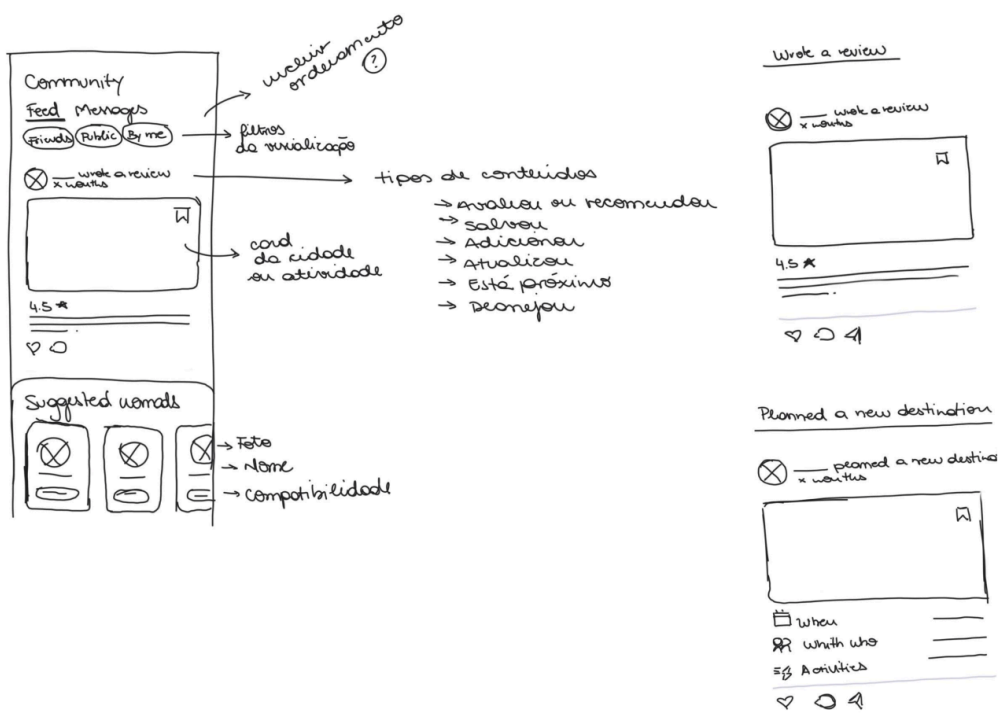 Community
Feed Messages
Friends Public By me
wrote a review
x months
4.5 ★
Suggested nomads
incluir
ordenamento
?
filtros
da visualização
tipos de conteúdos
→ Avaliou ou recomendou
→ Salvou
→ Adicionou
→ Atualizou
→ Está próximo
→ Planejou
card
da cidade
ou atividade
→ Foto
→ Nome
→ Compatibilidade
Wrote a review
wrote a review
x months
4.5 ★
Planned a new destination
planned a new destina
x months
When
Whith who
Activities